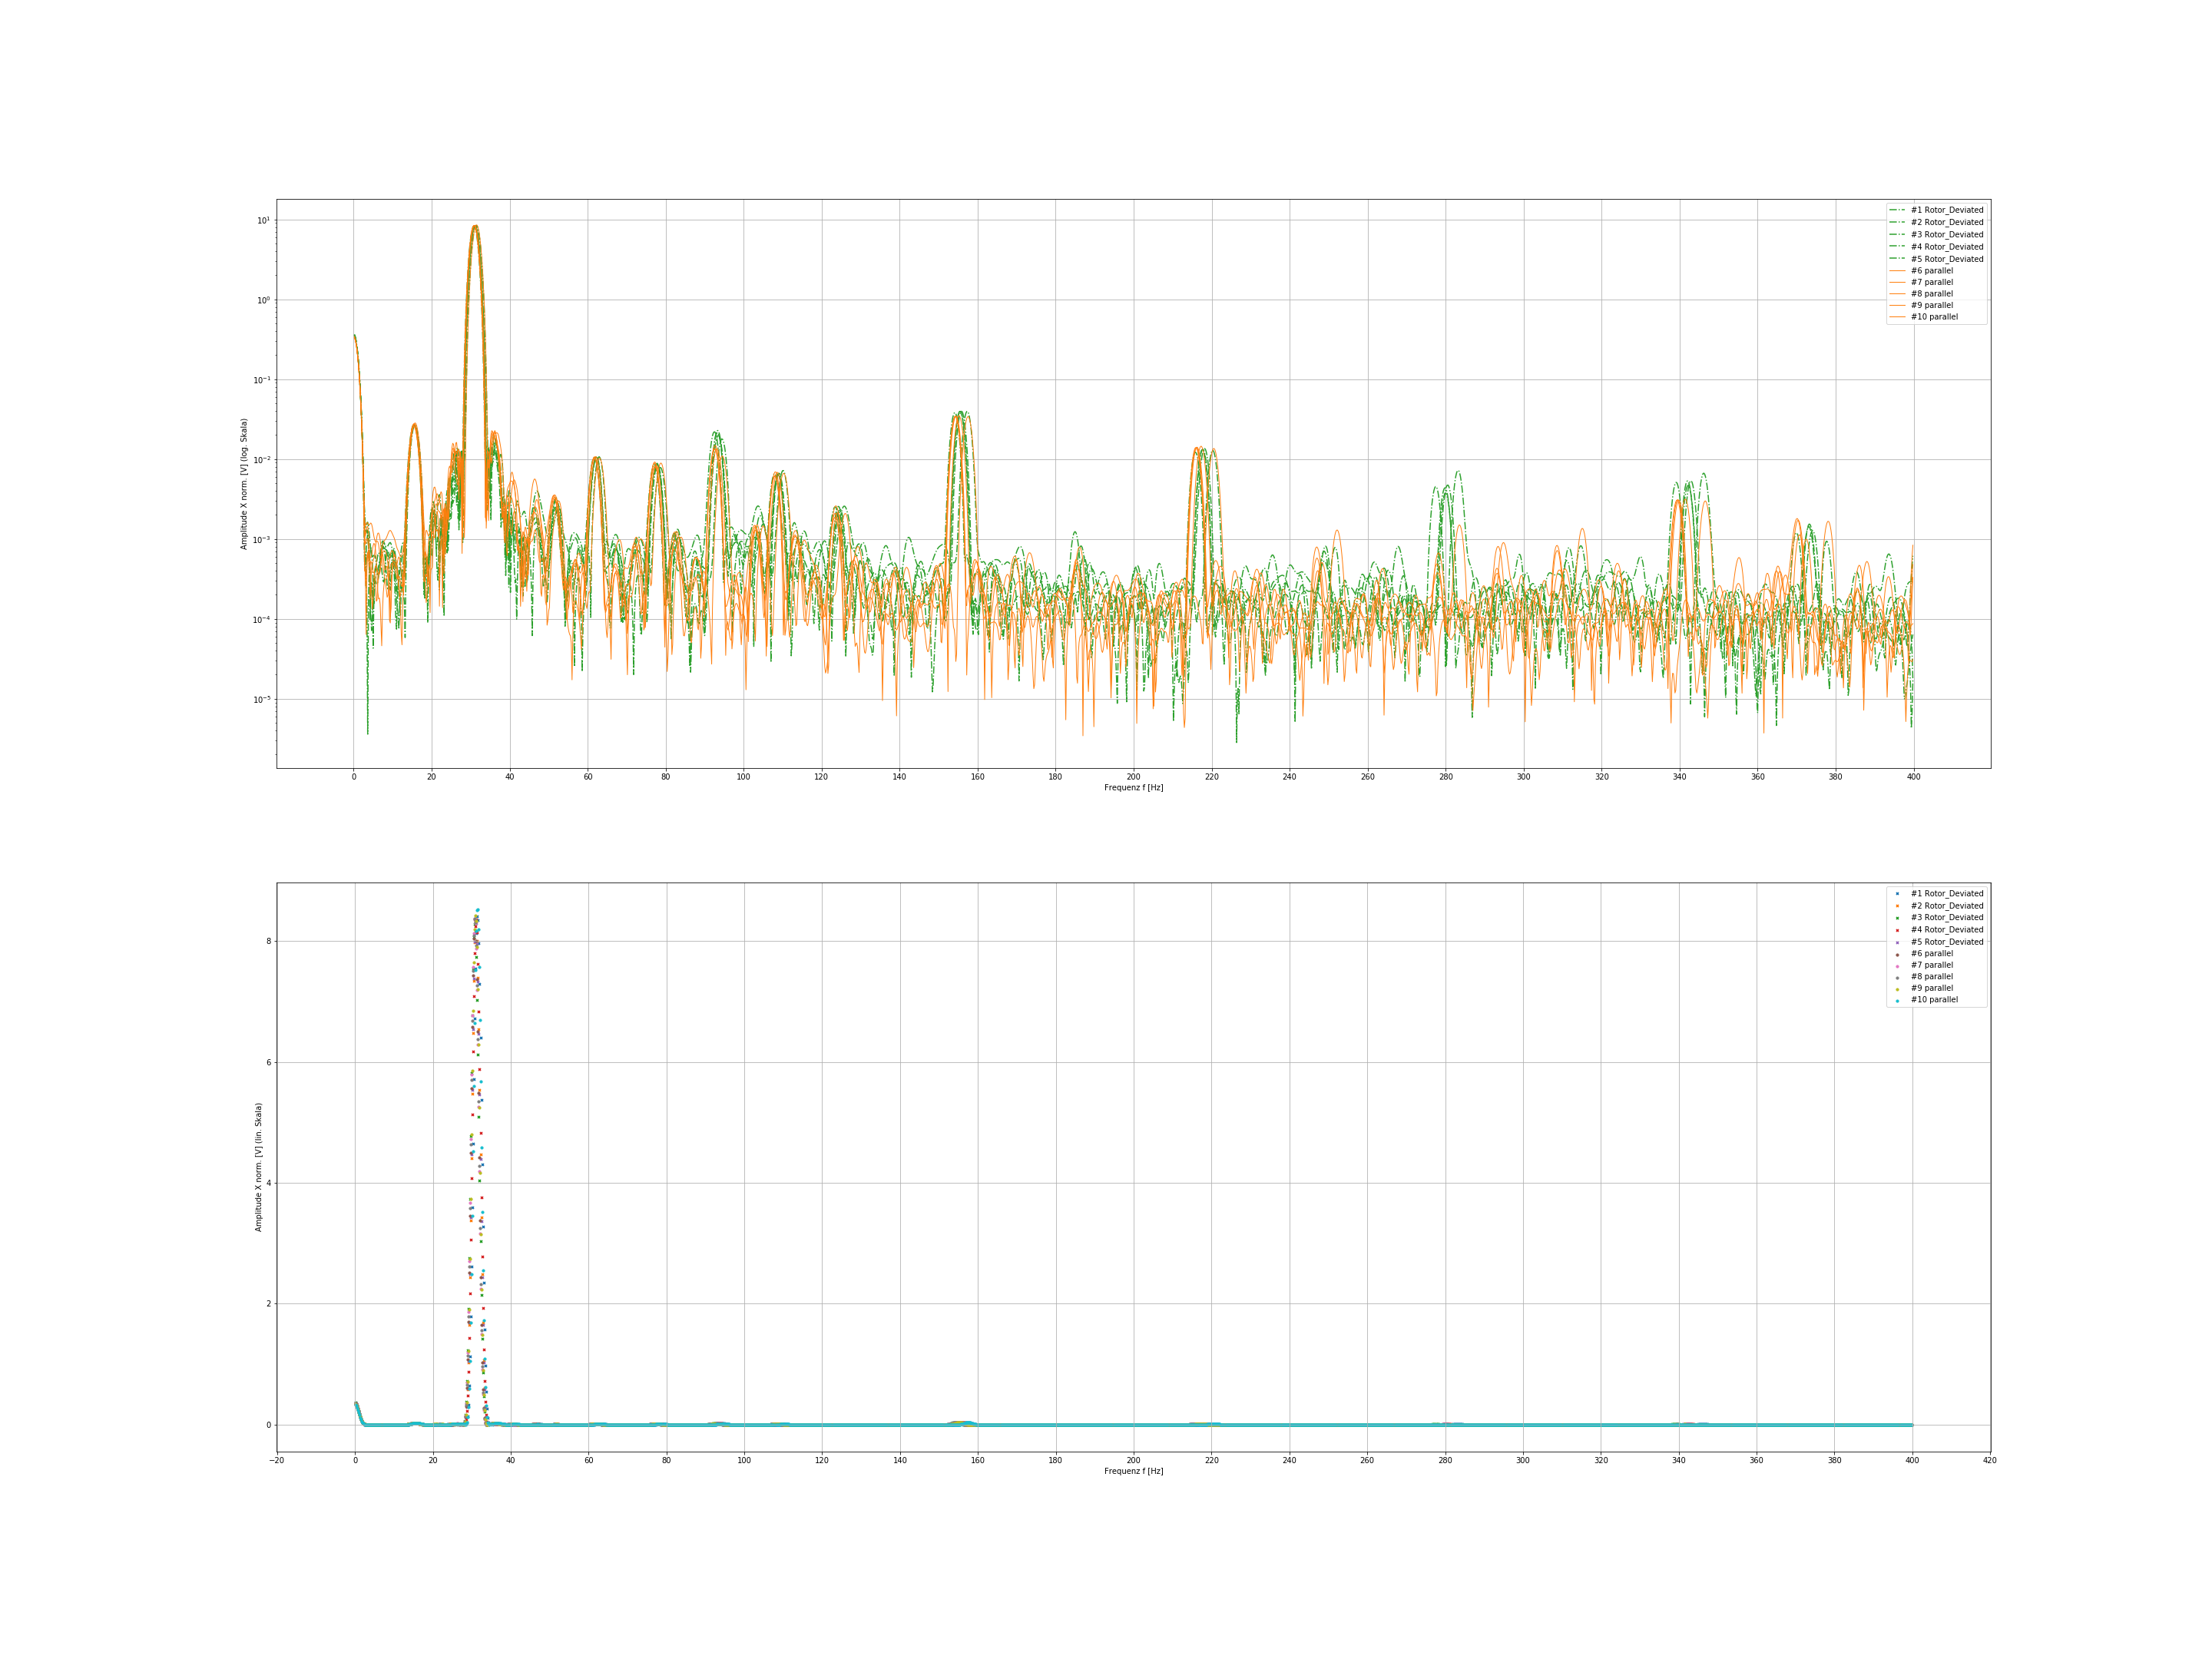 10¹
10⁰
10⁻¹
10⁻²
10⁻³
10⁻⁴
10⁻⁵
Amplitude X norm. [V] (log. Skala)
#1 Rotor_Deviated
#2 Rotor_Deviated
#3 Rotor_Deviated
#4 Rotor_Deviated
#5 Rotor_Deviated
#6 parallel
#7 parallel
#8 parallel
#9 parallel
#10 parallel
0 20 40 60 80 100 120 140 160 180 200 220 240 260 280 300 320 340 360 380 400
Frequenz f [Hz]
8
6
4
2
0
Amplitude X norm. [V] (lin. Skala)
#1 Rotor_Deviated
#2 Rotor_Deviated
#3 Rotor_Deviated
#4 Rotor_Deviated
#5 Rotor_Deviated
#6 parallel
#7 parallel
#8 parallel
#9 parallel
#10 parallel
−20 0 20 40 60 80 100 120 140 160 180 200 220 240 260 280 300 320 340 360 380 400 420
Frequenz f [Hz]